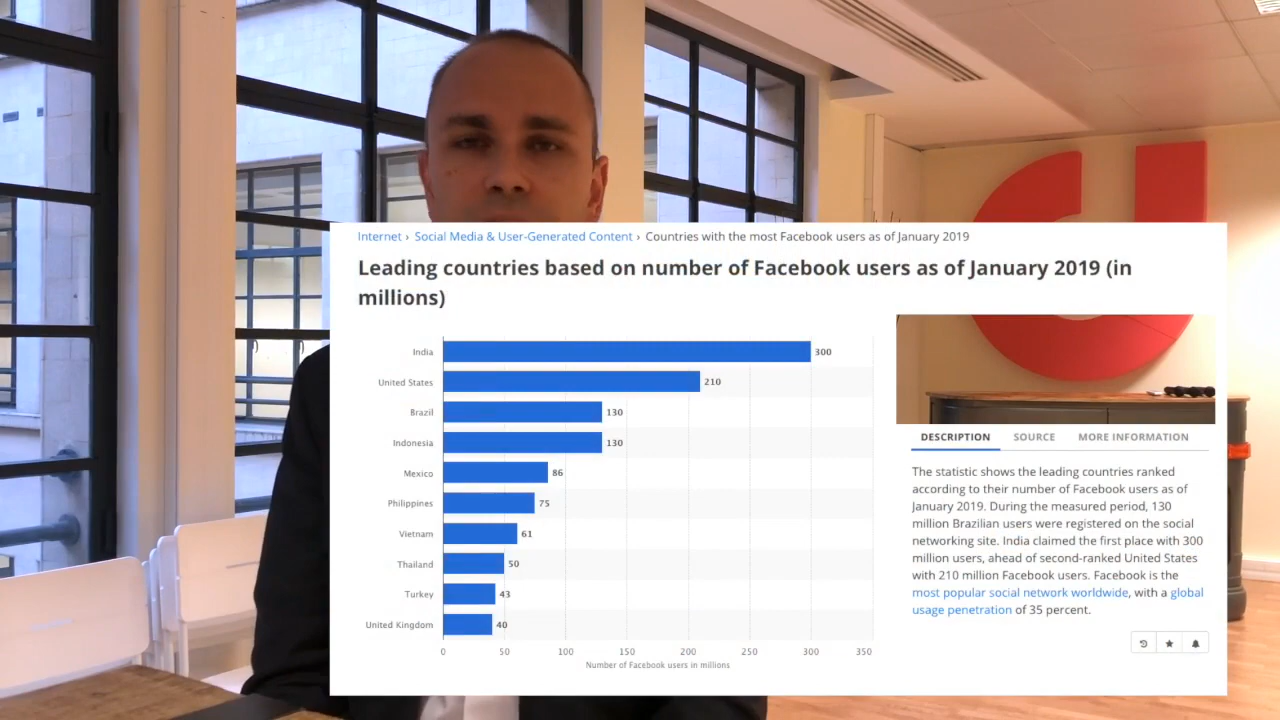 Internet › Social Media & User-Generated Content › Countries with the most Facebook users as of January 2019
Leading countries based on number of Facebook users as of January 2019 (in
millions)
India 300
United States 210
Brazil 130
Indonesia 130
Mexico 86
Philippines 75
Vietnam 61
Thailand 50
Turkey 43
United Kingdom 40
0 50 100 150 200 250 300 350
Number of Facebook users in millions
DESCRIPTION SOURCE MORE INFORMATION
The statistic shows the leading countries ranked
according to their number of Facebook users as of
January 2019. During the measured period, 130
million Brazilian users were registered on the social
networking site. India claimed the first place with 300
million users, ahead of second-ranked United States
with 210 million Facebook users. Facebook is the
most popular social network worldwide, with a global
usage penetration of 35 percent.